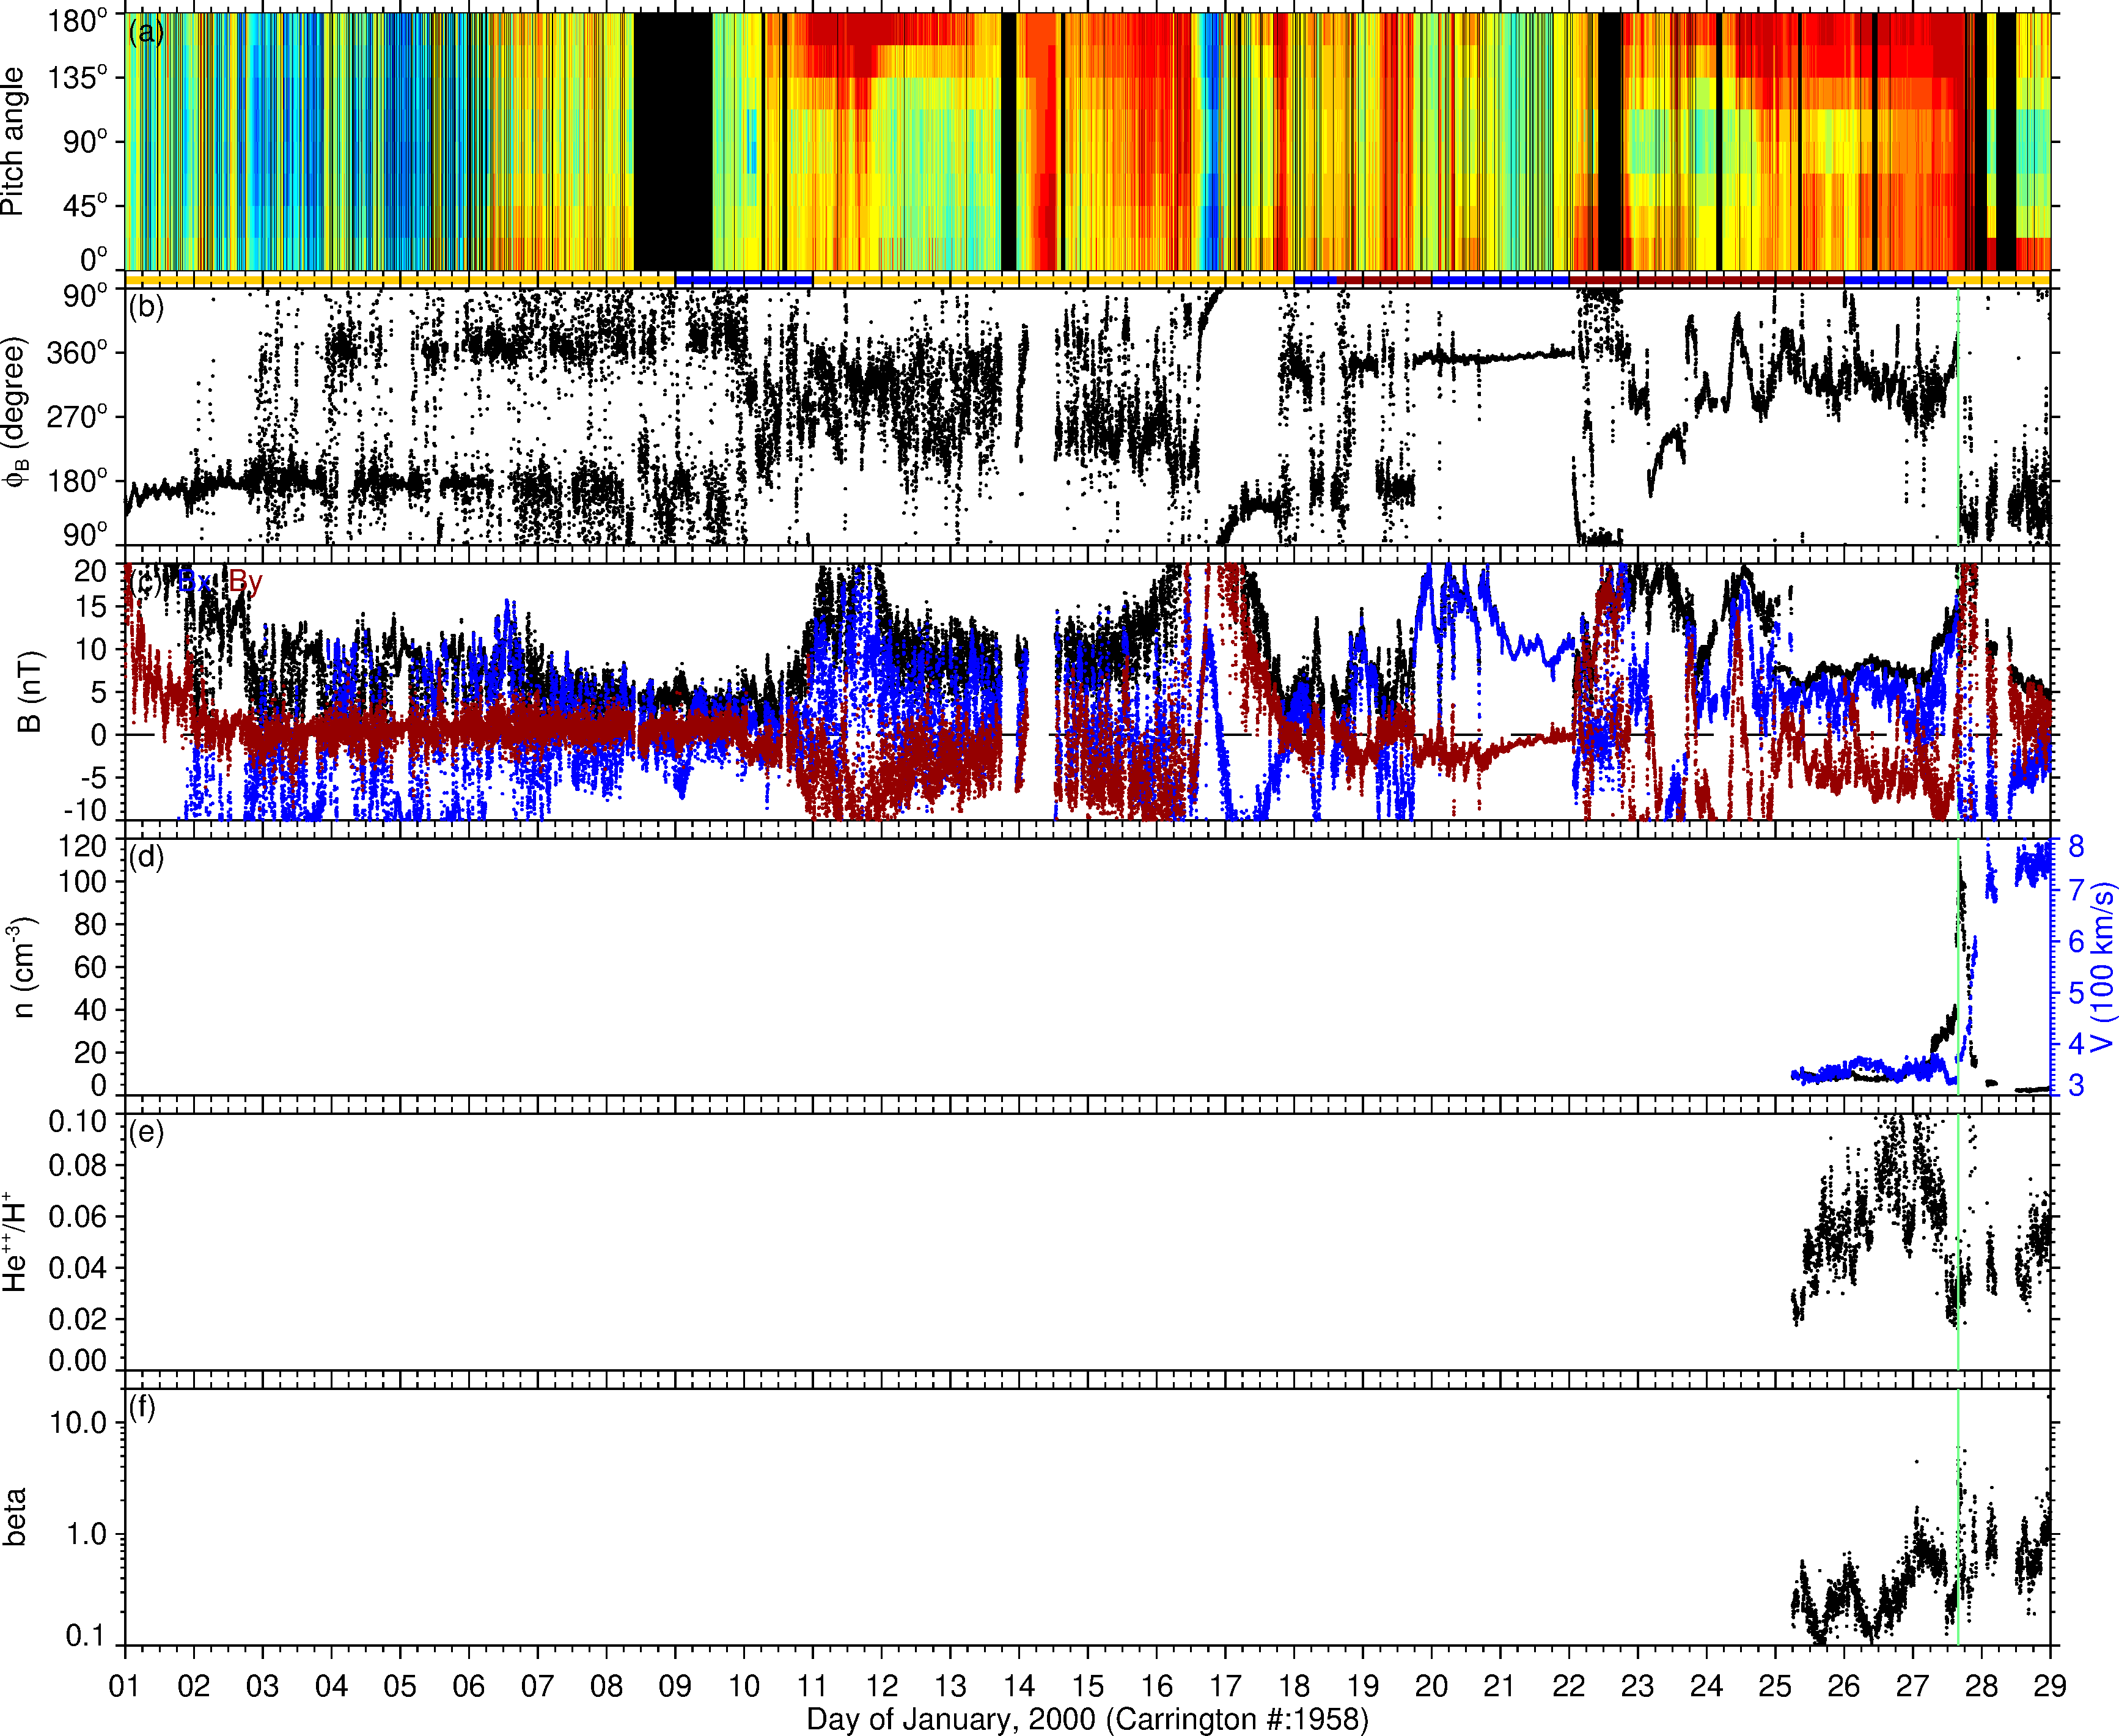 180°
135°
90°
45°
0°
Pitch angle
(a)
90°
360°
270°
180°
90°
ϕB (degree)
(b)
20
15
10
5
0
-5
-10
B (nT)
(c) Bx By
120
100
80
60
40
20
0
n (cm-3)
(d)
8
7
6
5
4
3
V (100 km/s)
0.10
0.08
0.06
0.04
0.02
0.00
He++/H+
(e)
10.0
1.0
0.1
beta
(f)
01 02 03 04 05 06 07 08 09 10 11 12 13 14 15 16 17 18 19 20 21 22 23 24 25 26 27 28 29
Day of January, 2000 (Carrington #:1958)